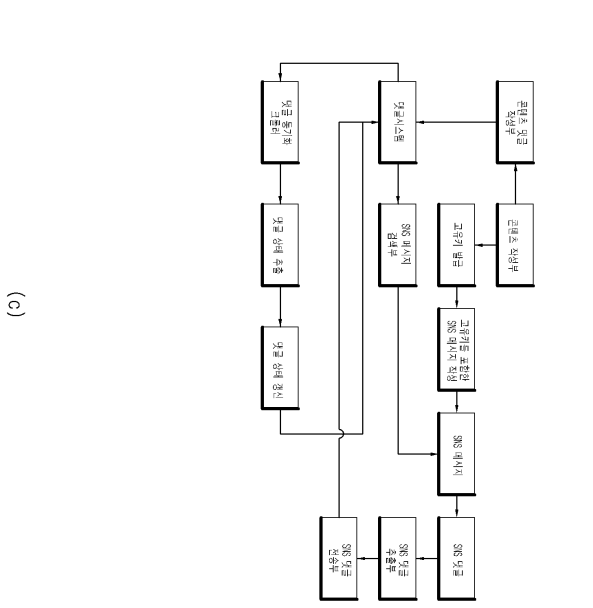 콘텐츠 댓글
작성부
콘텐츠 작성부
고유키 발급
고유키를 포함한
SNS 메시지 작성
SNS 메시지
SNS 댓글
댓글시스템
SNS 메시지
검색부
SNS 댓글
추출부
SNS 댓글
전송부
댓글 동기화
크롤러
댓글 상태 추출
댓글 상태 갱신
(c)